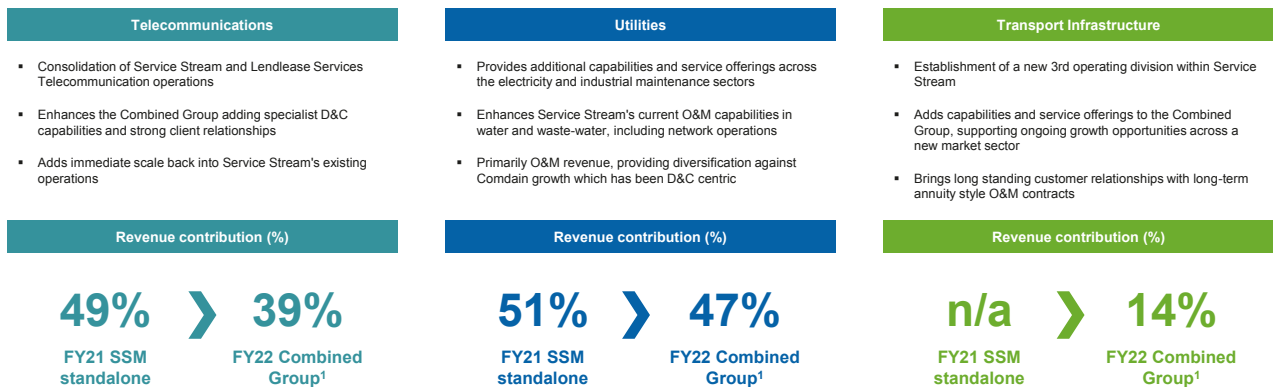 Telecommunications
▪ Consolidation of Service Stream and Lendlease Services
Telecommunication operations
▪ Enhances the Combined Group adding specialist D&C
capabilities and strong client relationships
▪ Adds immediate scale back into Service Stream's existing
operations
Revenue contribution (%)
49% ❯ 39%
FY21 SSM
standalone
FY22 Combined
Group¹
Utilities
▪ Provides additional capabilities and service offerings across
the electricity and industrial maintenance sectors
▪ Enhances Service Stream's current O&M capabilities in
water and waste-water, including network operations
▪ Primarily O&M revenue, providing diversification against
Comdain growth which has been D&C centric
Revenue contribution (%)
51% ❯ 47%
FY21 SSM
standalone
FY22 Combined
Group¹
Transport Infrastructure
▪ Establishment of a new 3rd operating division within Service
Stream
▪ Adds capabilities and service offerings to the Combined
Group, supporting ongoing growth opportunities across a
new market sector
▪ Brings long standing customer relationships with long-term
annuity style O&M contracts
Revenue contribution (%)
n/a ❯ 14%
FY21 SSM
standalone
FY22 Combined
Group¹